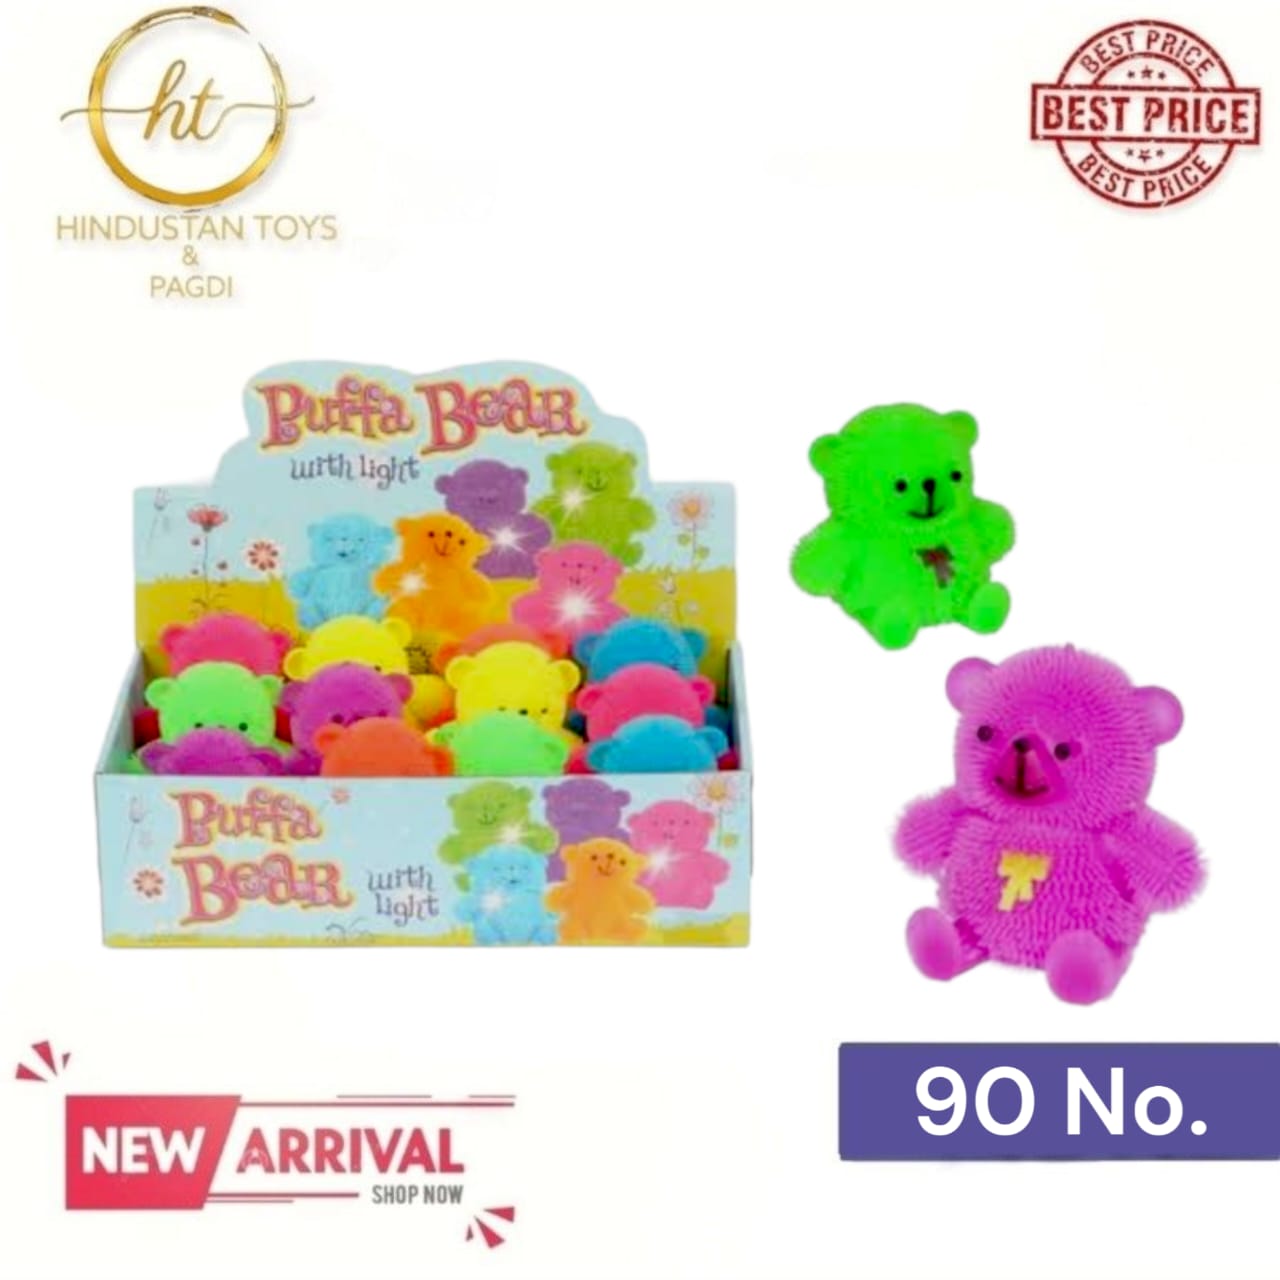 ht
HINDUSTAN TOYS
&
PAGDI
BEST PRICE
BEST PRICE
BEST PRICE
Puffa Bear
with light
Puffa
Bear
with
light
90 No.
NEW ARRIVAL
SHOP NOW